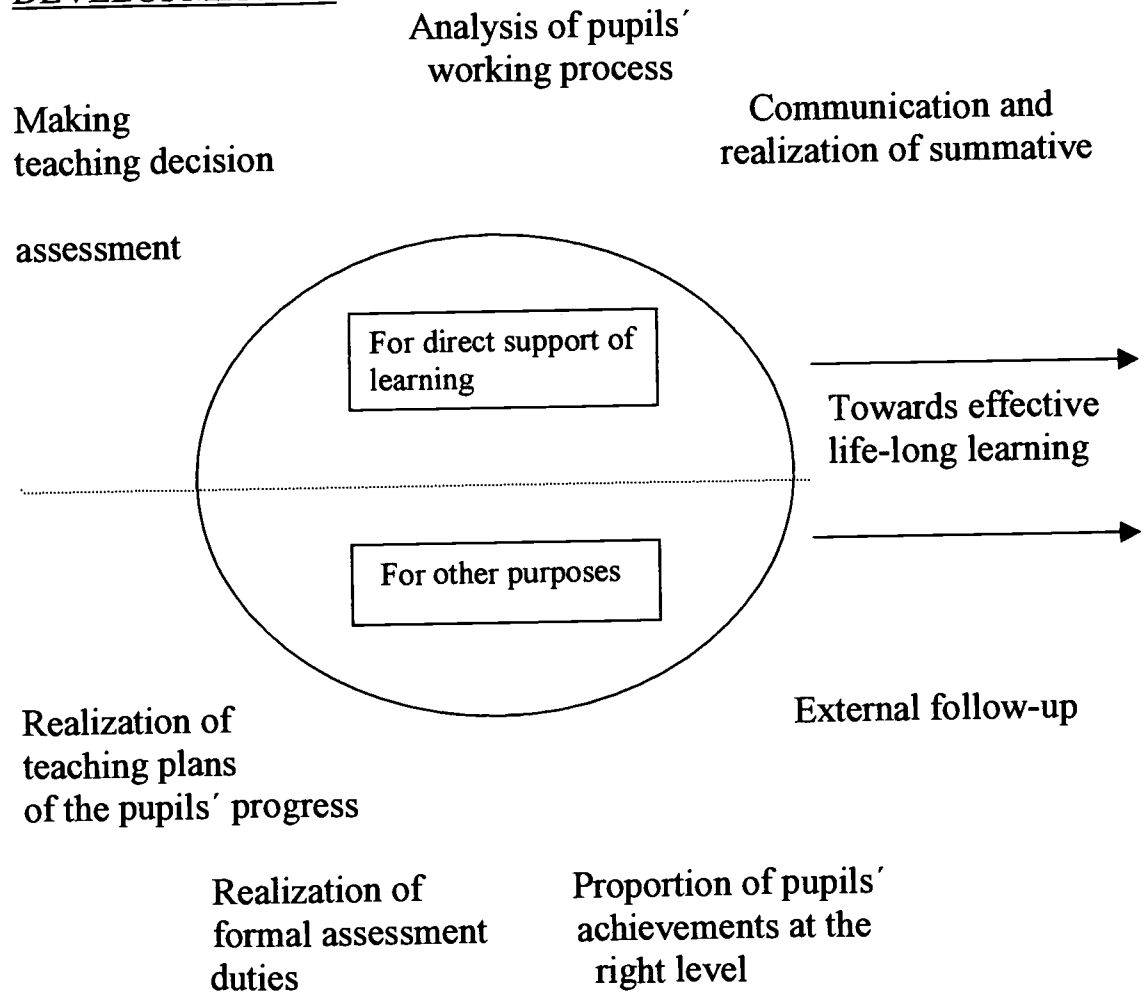 Analysis of pupils´
working process
Making
teaching decision
Communication and
realization of summative
assessment
For direct support of
learning
Towards effective
life-long learning
For other purposes
Realization of
teaching plans
of the pupils´ progress
External follow-up
Realization of
formal assessment
duties
Proportion of pupils´
achievements at the
right level